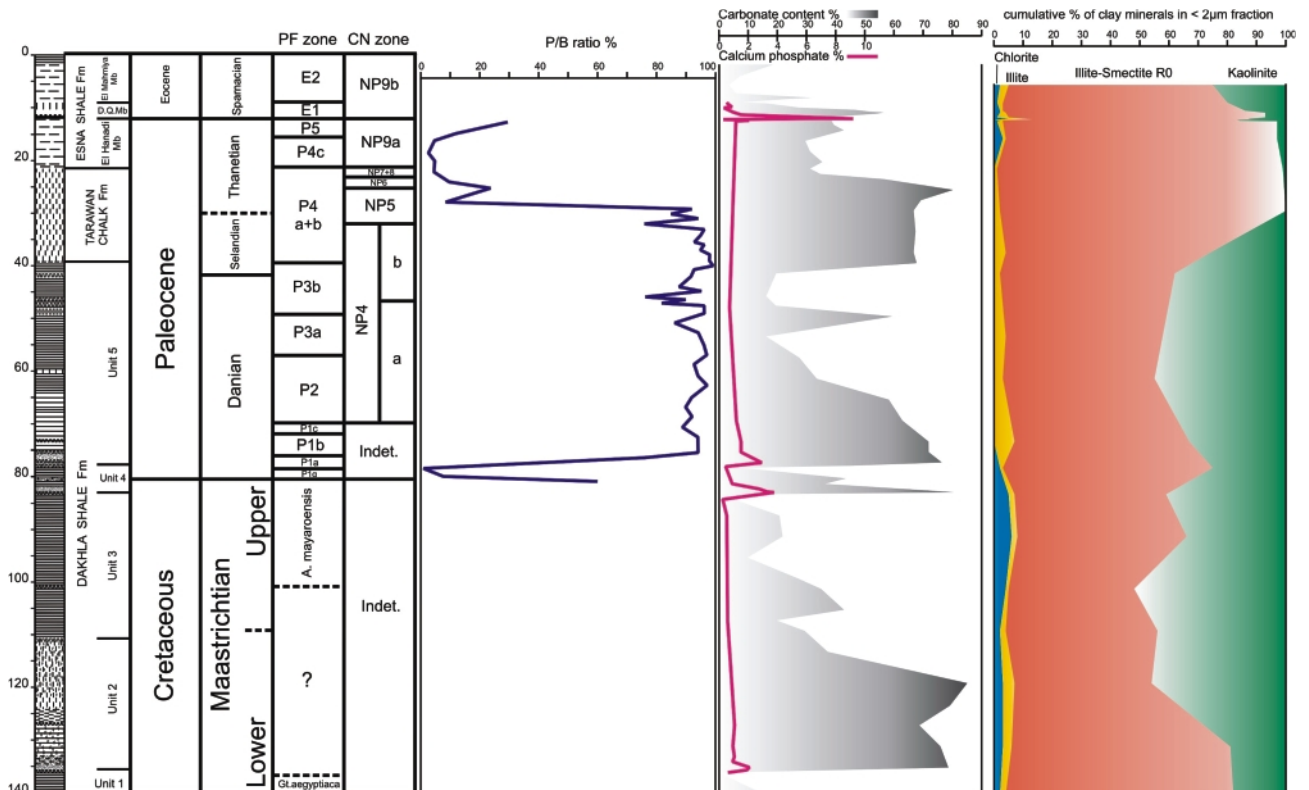 Carbonate content %
0 10 20 30 40 50 60 70 80 90
0 2 4 6 8 10
Calcium phosphate %
cumulative % of clay minerals in < 2µm fraction
0 10 20 30 40 50 60 70 80 90 100
Chlorite
Illite
Illite-Smectite R0
Kaolinite
P/B ratio %
0 20 40 60 80 100
PF zone
CN zone
0
20
40
60
80
100
120
140
ESNA SHALE Fm
El Mahmiya Mb
D.Q.Mb
El Hanadi Mb
TARAWAN CHALK Fm
DAKHLA SHALE Fm
Unit 5
Unit 4
Unit 3
Unit 2
Unit 1
Eocene
Paleocene
Cretaceous
Sparnacian
Thanetian
Selandian
Danian
Maastrichtian
Upper
Lower
E2
E1
P5
P4c
P4
a+b
P3b
P3a
P2
P1c
P1b
P1a
P1α
A. mayaroensis
?
Gt.aegyptiaca
NP9b
NP9a
NP7+8
NP6
NP5
NP4
b
a
Indet.
Indet.